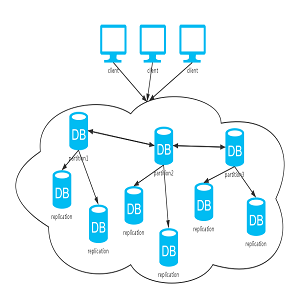 client client client
DB
partition1
DB
partition2
DB
partition3
DB
replication
DB
replication
DB
replication
DB
replication
DB
replication
DB
replication